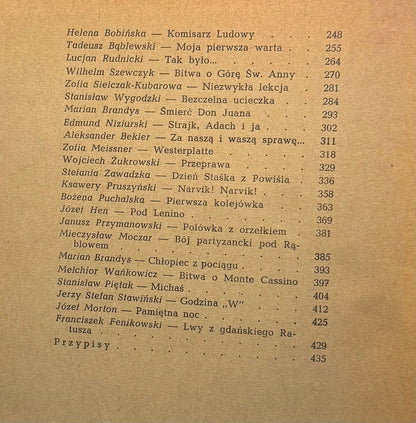 Helena Bobińska — Komisarz Ludowy . . 248
Tadeusz Bąblewski — Moja pierwsza warta . 255
Lucjan Rudnicki — Tak było... . . . . 264
Wilhelm Szewczyk — Bitwa o Górę Św. Anny . 270
Zofia Sielczak-Kubarowa — Niezwykła lekcja . 281
Stanisław Wygodzki — Bezczelna ucieczka . . 284
Marian Brandys — Śmierć Don Juana . . . 293
Edmund Niziurski — Strajk, Adach i ja . . . 302
Aleksander Bekier — Za naszą i waszą sprawę... 311
Zofia Meissner — Westerplatte . . . . 318
Wojciech Żukrowski — Przeprawa . . . . 329
Stefania Zawadzka — Dzień Staśka z Powiśla . 336
Ksawery Pruszyński — Narvik! Narvik! . . . 358
Bożena Puchalska — Pierwsza kolejówka . . 363
Józef Hen — Pod Lenino . . . . . . 369
Janusz Przymanowski — Polówka z orzełkiem . 381
Mieczysław Moczar — Bój partyzancki pod Rą-
blowem . . . . . . . . . 385
Marian Brandys — Chłopiec z pociągu . . . 393
Melchior Wańkowicz — Bitwa o Monte Cassino 397
Stanisław Piętak — Michaś . . . . . 404
Jerzy Stefan Stawiński — Godzina „W" . . . 412
Józef Morton — Pamiętna noc . . . . . 425
Franciszek Fenikowski — Lwy z gdańskiego Ra-
tusza . . . . . . . . . . 429
Przypisy . . . . . . . . . 435